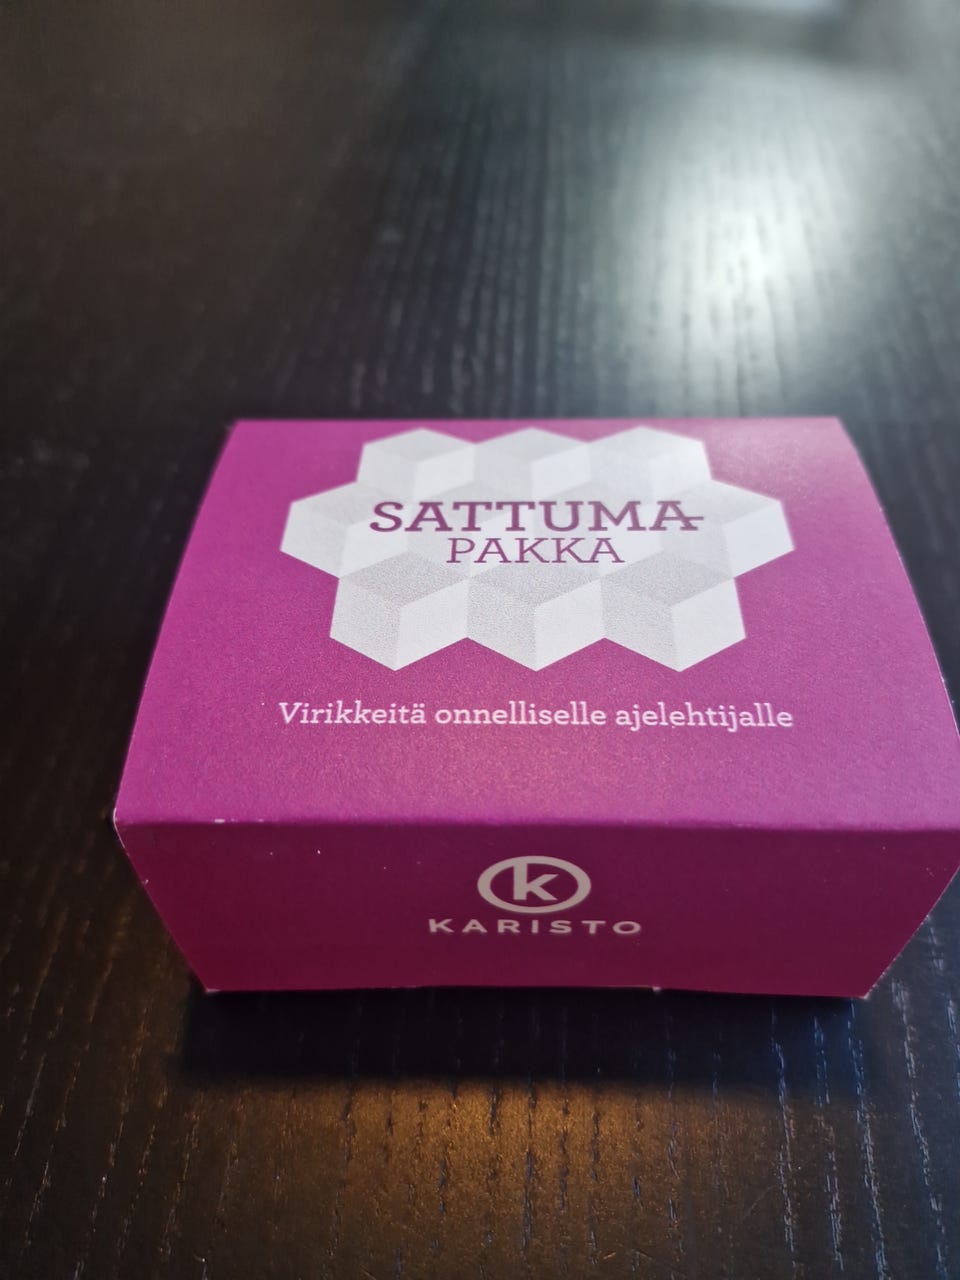 SATTUMA-
PAKKA
Virikkeitä onnelliselle ajelehtijalle
k
KARISTO